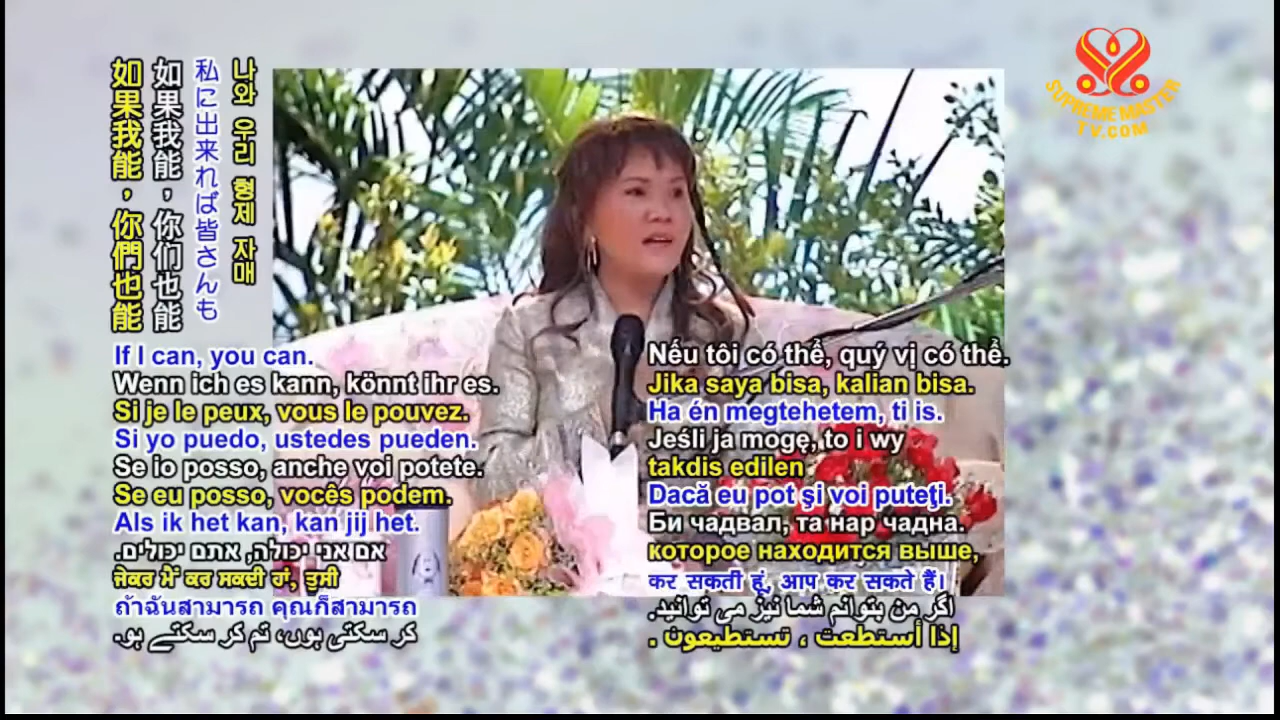 如果我能，你們也能
如果我能，你们也能
私に出来れば皆さんも
나와 우리 형제 자매
SUPREME MASTER
TV.COM
If I can, you can.
Wenn ich es kann, könnt ihr es.
Si je le peux, vous le pouvez.
Si yo puedo, ustedes pueden.
Se io posso, anche voi potete.
Se eu posso, vocês podem.
Als ik het kan, kan jij het.
אם אני יכולה, אתם יכולים.
ਜੇਕਰ ਮੈਂ ਕਰ ਸਕਦੀ ਹਾਂ, ਤੁਸੀ
ถ้าฉันสามารถ คุณก็สามารถ
کر سکتی ہوں، تم کر سکتے ہو.
Nếu tôi có thể, quý vị có thể.
Jika saya bisa, kalian bisa.
Ha én megtehetem, ti is.
Jeśli ja mogę, to i wy
takdis edilen
Dacă eu pot şi voi puteţi.
Би чадвал, та нар чадна.
которое находится выше,
कर सकती हूं, आप कर सकते हैं।
اگر من بتوانم شما نیز می توانید.
إذا أستطعت ، تستطيعون .